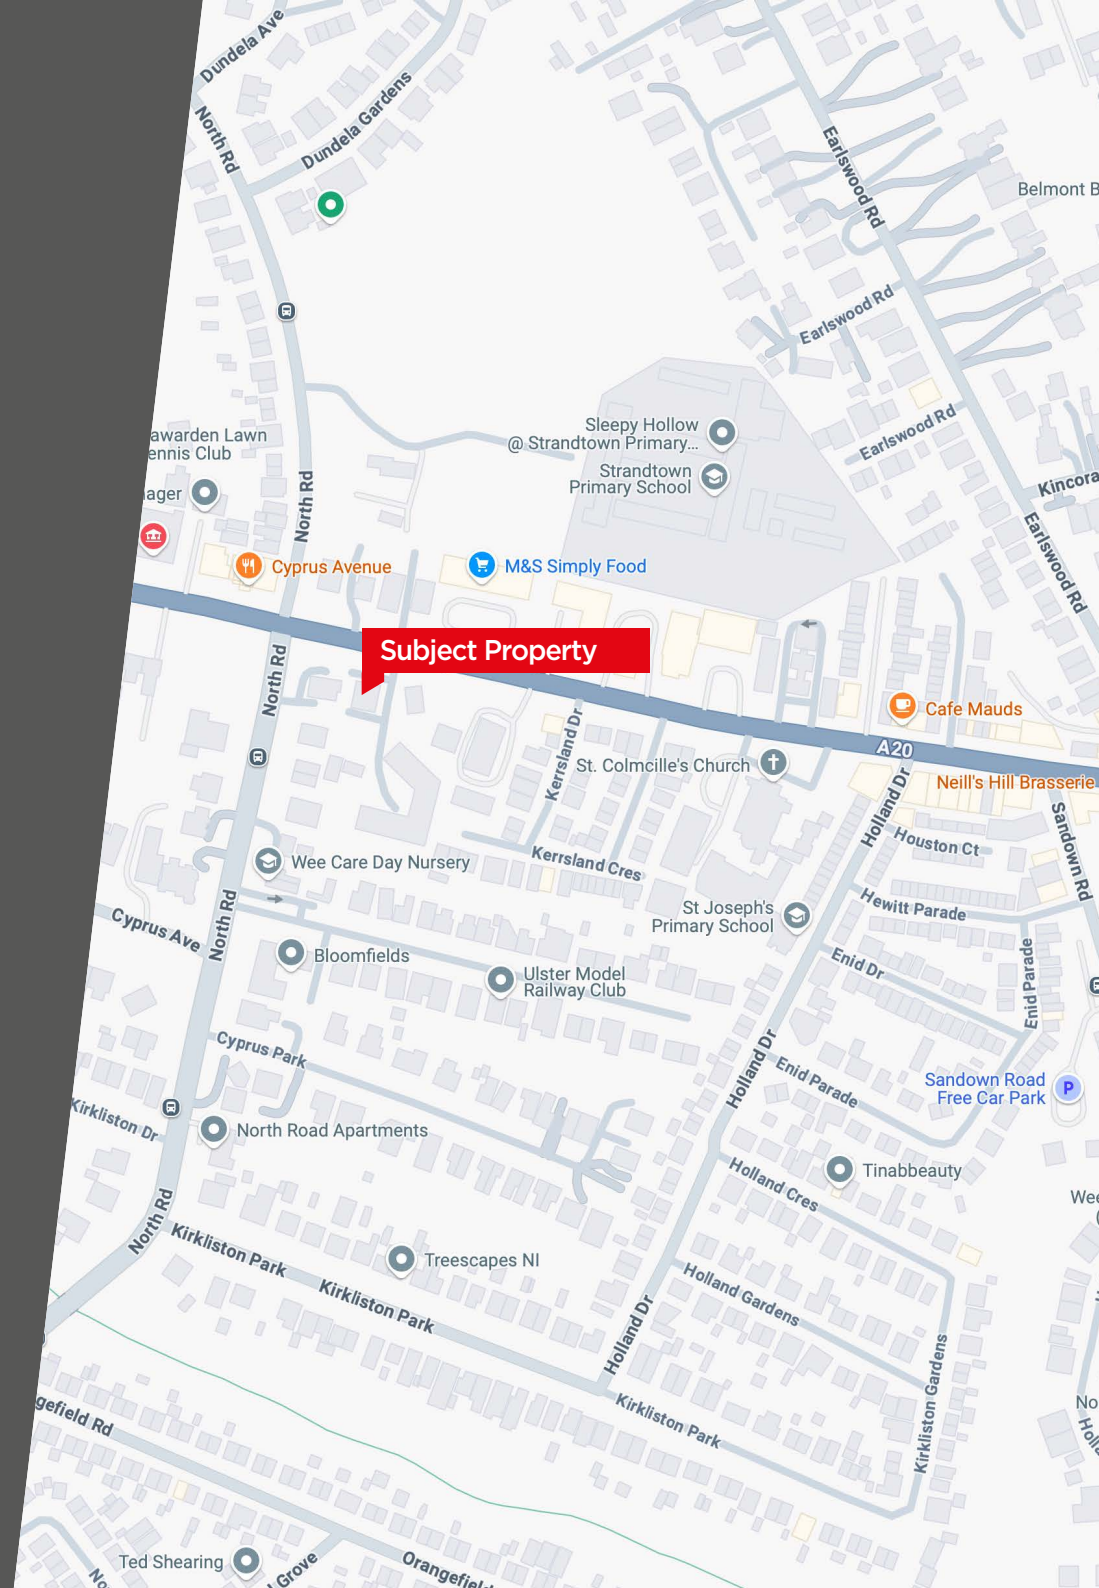 Dundela Ave
North Rd
Dundela Gardens
Earlswood Rd
Belmont B
Earlswood Rd
Sleepy Hollow
@ Strandtown Primary...
Earlswood Rd
awarden Lawn
ennis Club
Strandtown
Primary School
Kincora
ager
North Rd
Earlswood Rd
Cyprus Avenue
M&S Simply Food
Subject Property
North Rd
Cafe Mauds
Kerrsland Dr
A20
St. Colmcille's Church
Neill's Hill Brasserie
Holland Dr
Houston Ct
Sandown Rd
Wee Care Day Nursery
Kerrsland Cres
Hewitt Parade
St Joseph's
Primary School
Cyprus Ave
North Rd
Bloomfields
Enid Dr
Enid Parade
Ulster Model
Railway Club
Cyprus Park
Holland Dr
Enid Parade
Sandown Road
Free Car Park
P
Kirkliston Dr
North Road Apartments
Holland Cres
Tinabbeauty
Wee
(
North Rd
Kirkliston Park
Treescapes NI
Kirkliston Park
Holland Gardens
Holland Dr
Kirkliston Gardens
Kirkliston Park
No
Holl
gefield Rd
Ted Shearing
No
Grove
Orangefiel